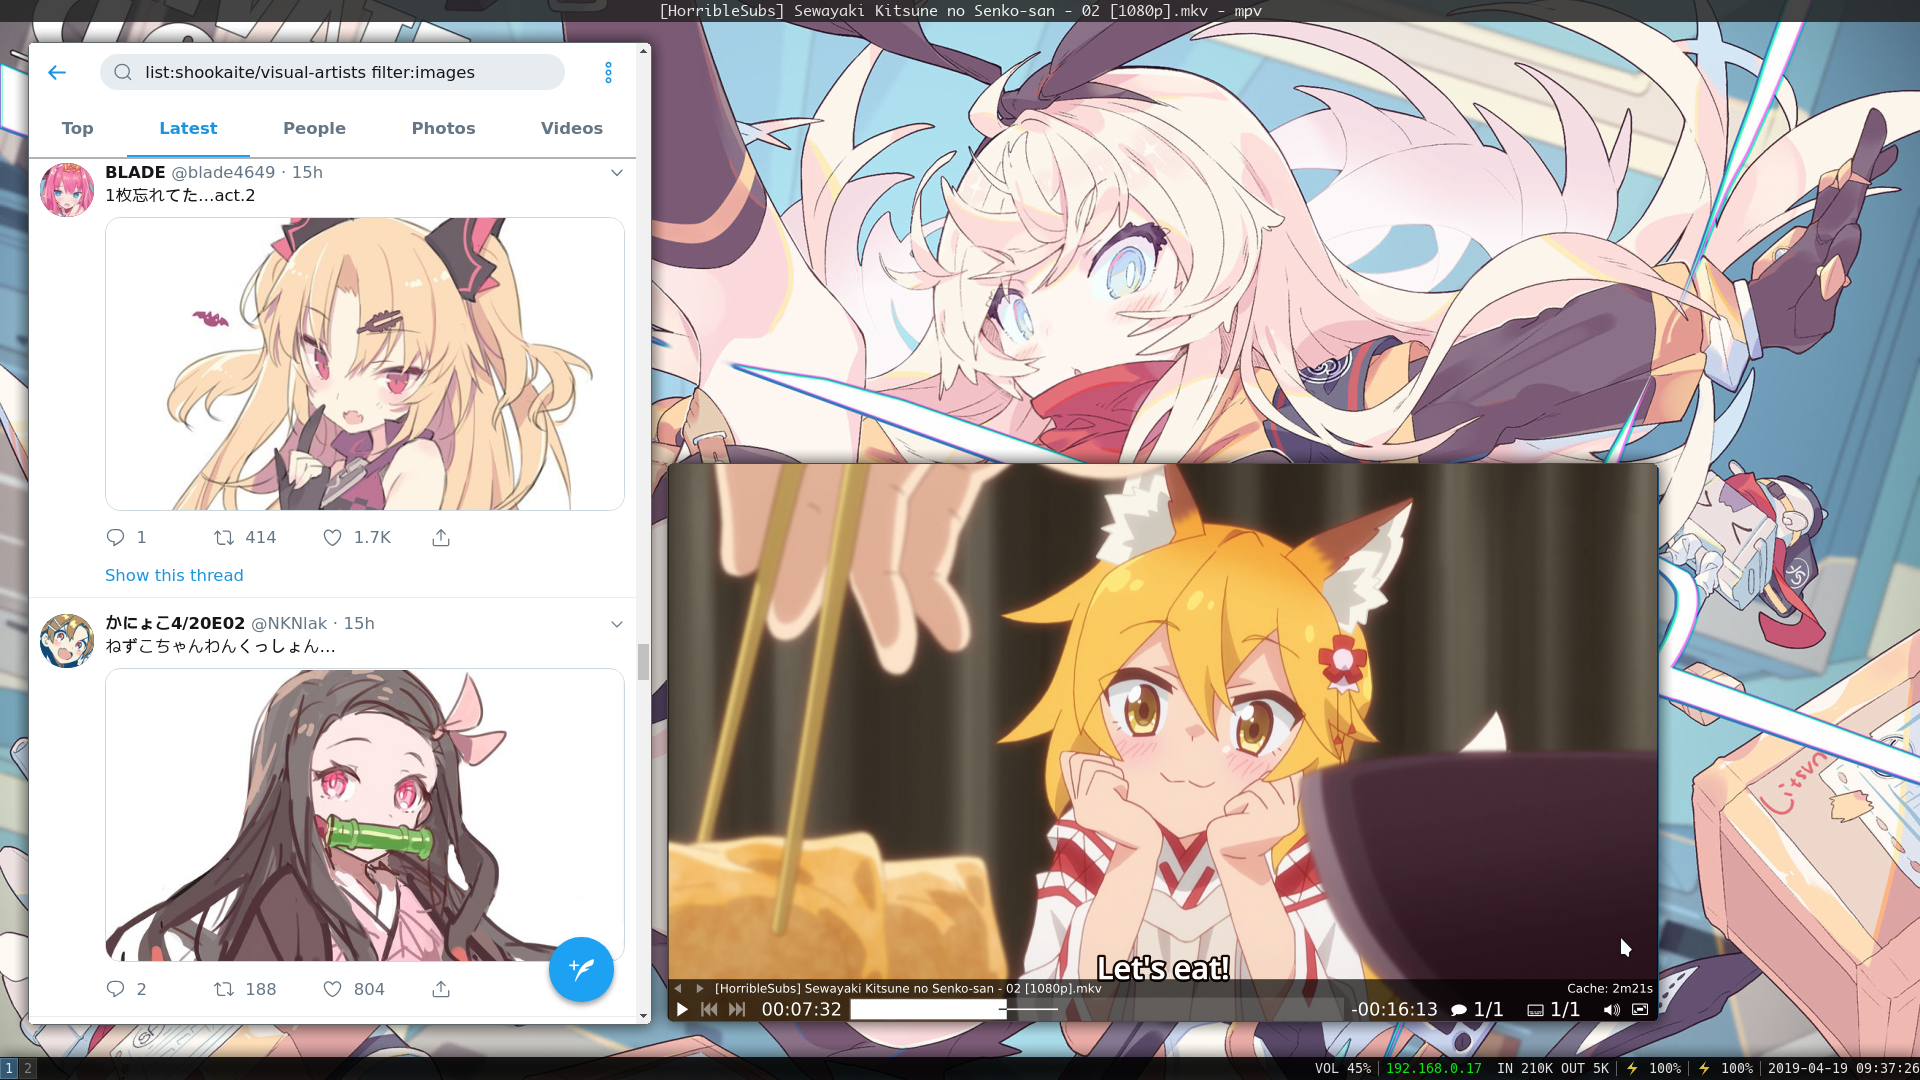 [HorribleSubs] Sewayaki Kitsune no Senko-san - 02 [1080p].mkv - mpv
list:shookaite/visual-artists filter:images
Top Latest People Photos Videos
BLADE @blade4649 · 15h
1枚忘れてた…act.2
1 414 1.7K
Show this thread
かにょこ4/20E02 @NKNlak · 15h
ねずこちゃんわんくっしょん…
2 188 804
Let's eat!
[HorribleSubs] Sewayaki Kitsune no Senko-san - 02 [1080p].mkv
Cache: 2m21s
00:07:32 -00:16:13 1/1 1/1
1 2
VOL 45% 192.168.0.17 IN 210K OUT 5K ⚡ 100% ⚡ 100% 2019-04-19 09:37:26